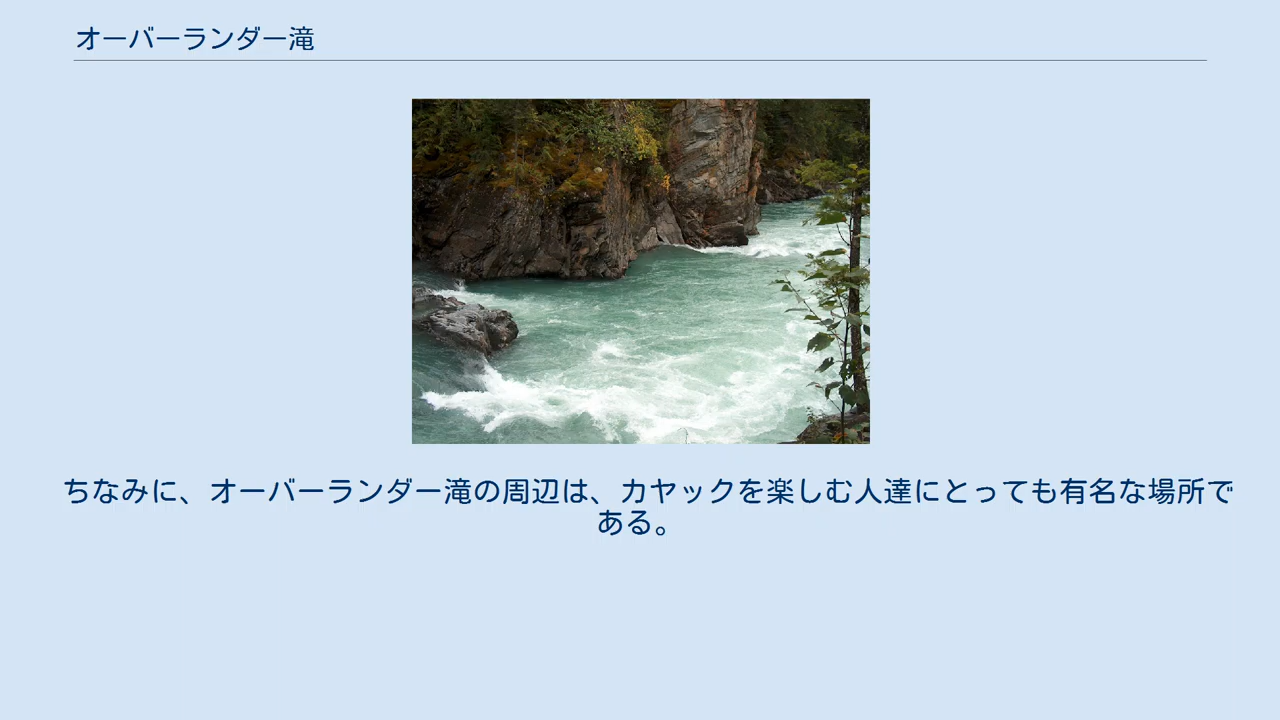 オーバーランダー滝
ちなみに、オーバーランダー滝の周辺は、カヤックを楽しむ人達にとっても有名な場所で
ある。